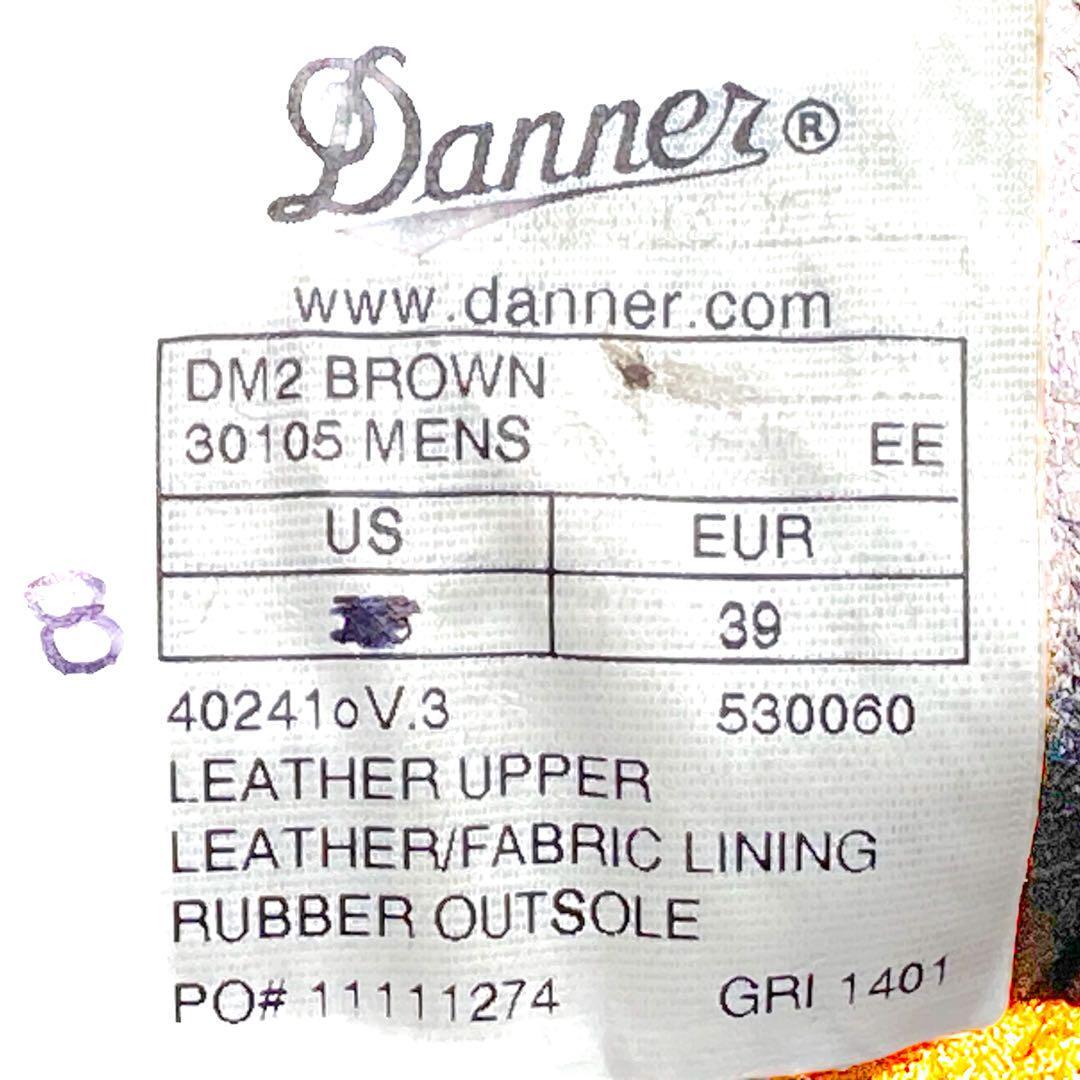 Danner®
www.danner.com
DM2 BROWN
30105 MENS EE
US EUR
8 39
40241oV.3 530060
LEATHER UPPER
LEATHER/FABRIC LINING
RUBBER OUTSOLE
PO# 11111274 GRI 1401